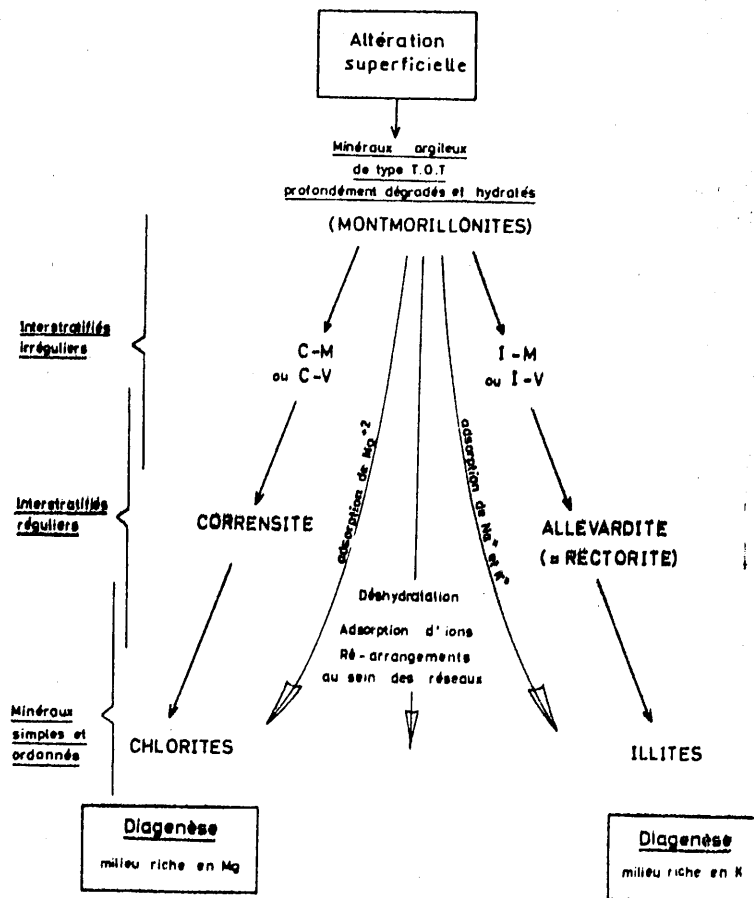 Altération
superficielle
Minéraux argileux
de type T.O.T
profondément dégradés et hydratés
(MONTMORILLONITES)
Interstratifiés
irréguliers
C-M
ou C-V
I-M
ou I-V
adsorption de Mg+2
adsorption de Na+ et K+
Interstratifiés
réguliers
CORRENSITE
ALLEVARDITE
(= RECTORITE)
Déshydratation
Adsorption d'ions
Ré-arrangements
au sein des réseaux
Minéraux
simples et
ordonnés
CHLORITES
ILLITES
Diagenèse
milieu riche en Mg
Diagenèse
milieu riche en K